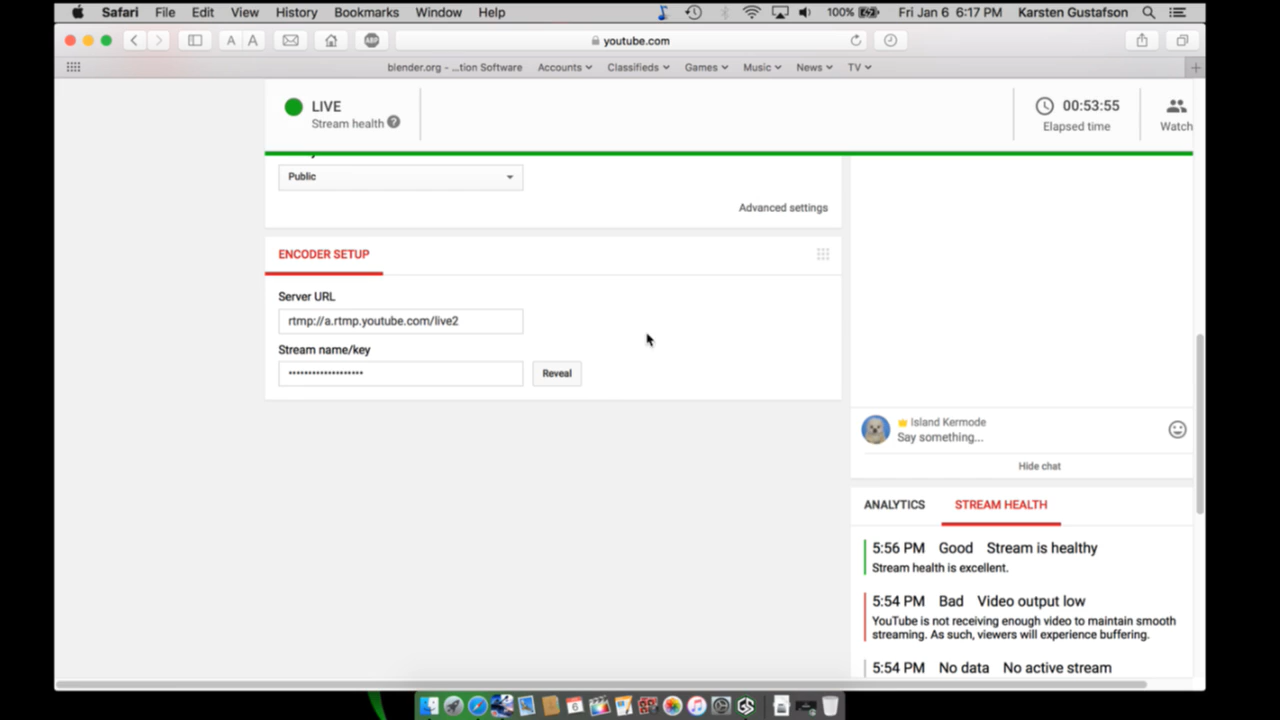 Safari File Edit View History Bookmarks Window Help 100% Fri Jan 6 6:17 PM Karsten Gustafson
A A ABP youtube.com
blender.org - ...tion Software Accounts Classifieds Games Music News TV
LIVE
Stream health ?
00:53:55
Elapsed time
Watch
Public
Advanced settings
ENCODER SETUP
Server URL
rtmp://a.rtmp.youtube.com/live2
Stream name/key
•••••••••••••••••••
Reveal
Island Kermode
Say something...
Hide chat
ANALYTICS STREAM HEALTH
5:56 PM Good Stream is healthy
Stream health is excellent.
5:54 PM Bad Video output low
YouTube is not receiving enough video to maintain smooth
streaming. As such, viewers will experience buffering.
5:54 PM No data No active stream